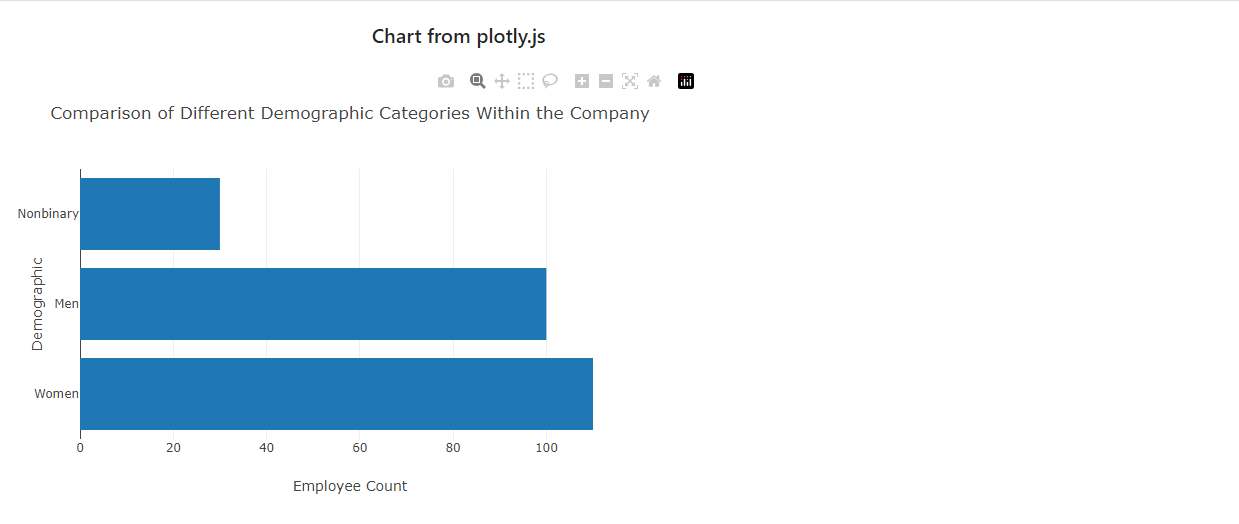 Chart from plotly.js
Comparison of Different Demographic Categories Within the Company
Nonbinary
Men
Women
Demographic
0 20 40 60 80 100
Employee Count